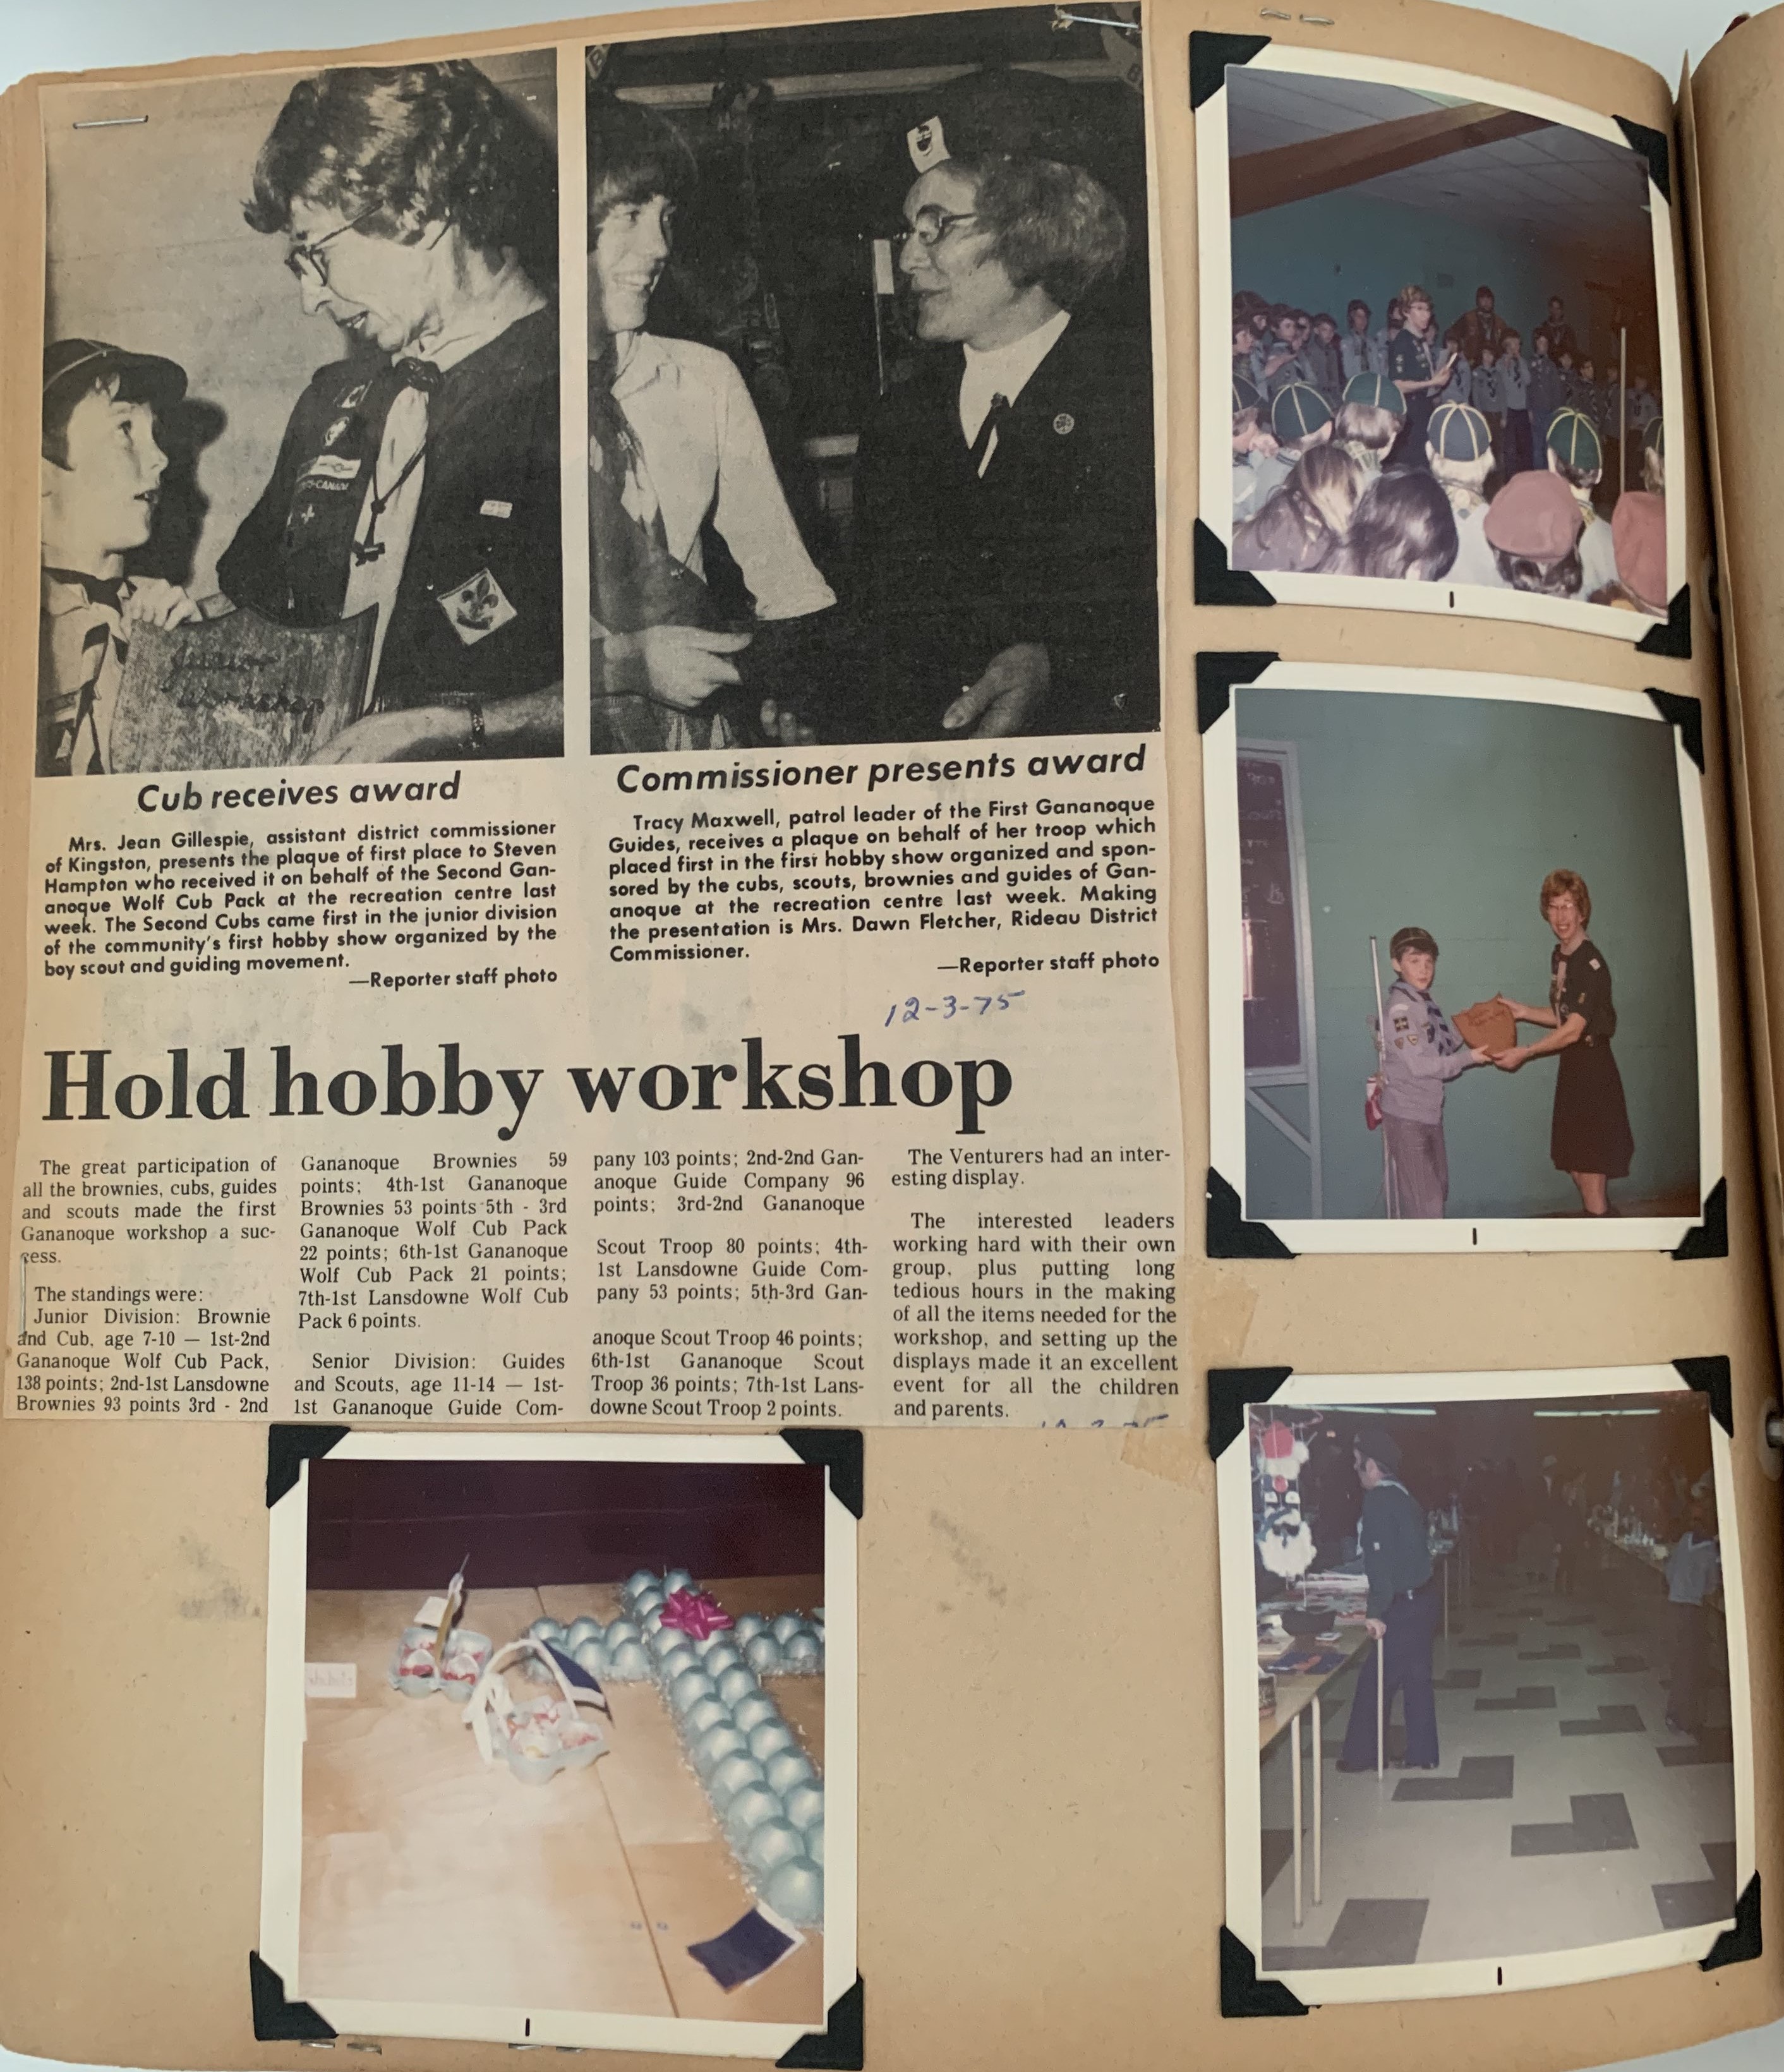 Junior
Workshop
S-CANADA
Cub receives award
Mrs. Jean Gillespie, assistant district commissioner
of Kingston, presents the plaque of first place to Steven
Hampton who received it on behalf of the Second Gan-
anoque Wolf Cub Pack at the recreation centre last
week. The Second Cubs came first in the junior division
of the community's first hobby show organized by the
boy scout and guiding movement.
—Reporter staff photo
Commissioner presents award
Tracy Maxwell, patrol leader of the First Gananoque
Guides, receives a plaque on behalf of her troop which
placed first in the first hobby show organized and spon-
sored by the cubs, scouts, brownies and guides of Gan-
anoque at the recreation centre last week. Making
the presentation is Mrs. Dawn Fletcher, Rideau District
Commissioner.
—Reporter staff photo
12-3-75
Hold hobby workshop
The great participation of
all the brownies, cubs, guides
and scouts made the first
Gananoque workshop a suc-
cess.
The standings were:
Junior Division: Brownie
and Cub, age 7-10 — 1st-2nd
Gananoque Wolf Cub Pack,
138 points; 2nd-1st Lansdowne
Brownies 93 points 3rd - 2nd
Gananoque Brownies 59
points; 4th-1st Gananoque
Brownies 53 points 5th - 3rd
Gananoque Wolf Cub Pack
22 points; 6th-1st Gananoque
Wolf Cub Pack 21 points;
7th-1st Lansdowne Wolf Cub
Pack 6 points.
Senior Division: Guides
and Scouts, age 11-14 — 1st-
1st Gananoque Guide Com-
pany 103 points; 2nd-2nd Gan-
anoque Guide Company 96
points; 3rd-2nd Gananoque
Scout Troop 80 points; 4th-
1st Lansdowne Guide Com-
pany 53 points; 5th-3rd Gan-
anoque Scout Troop 46 points;
6th-1st Gananoque Scout
Troop 36 points; 7th-1st Lans-
downe Scout Troop 2 points.
The Venturers had an inter-
esting display.
The interested leaders
working hard with their own
group, plus putting long
tedious hours in the making
of all the items needed for the
workshop, and setting up the
displays made it an excellent
event for all the children
and parents.